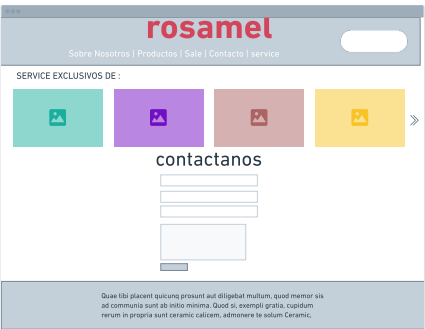 rosamel
Sobre Nosotros | Productos | Sale | Contacto | service
SERVICE EXCLUSIVOS DE :
contactanos
Quae tibi placent quicunq prosunt aut diligebat multum, quod memor sis
ad communia sunt ab initio minima. Quod si, exempli gratia, cupidum
rerum in propria sunt ceramic calicem, admonere te solum Ceramic,